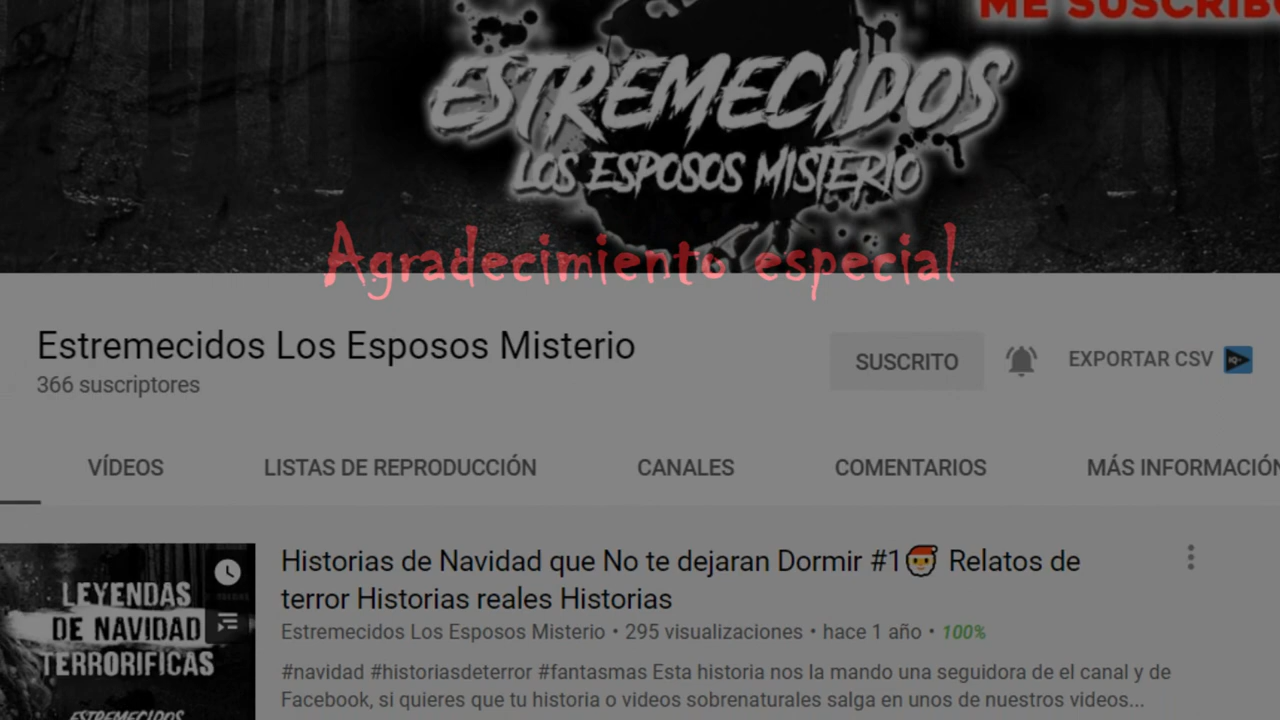 ME SUSCRIBO
ESTREMECIDOS
LOS ESPOSOS MISTERIO
Agradecimiento especial
Estremecidos Los Esposos Misterio
366 suscriptores
SUSCRITO
EXPORTAR CSV
VÍDEOS
LISTAS DE REPRODUCCIÓN
CANALES
COMENTARIOS
MÁS INFORMACIÓN
LEYENDAS
DE NAVIDAD
TERRORIFICAS
ESTREMECIDOS
Historias de Navidad que No te dejaran Dormir #1🎅 Relatos de
terror Historias reales Historias
Estremecidos Los Esposos Misterio • 295 visualizaciones • hace 1 año • 100%
#navidad #historiasdeterror #fantasmas Esta historia nos la mando una seguidora de el canal y de
Facebook, si quieres que tu historia o videos sobrenaturales salga en unos de nuestros videos...